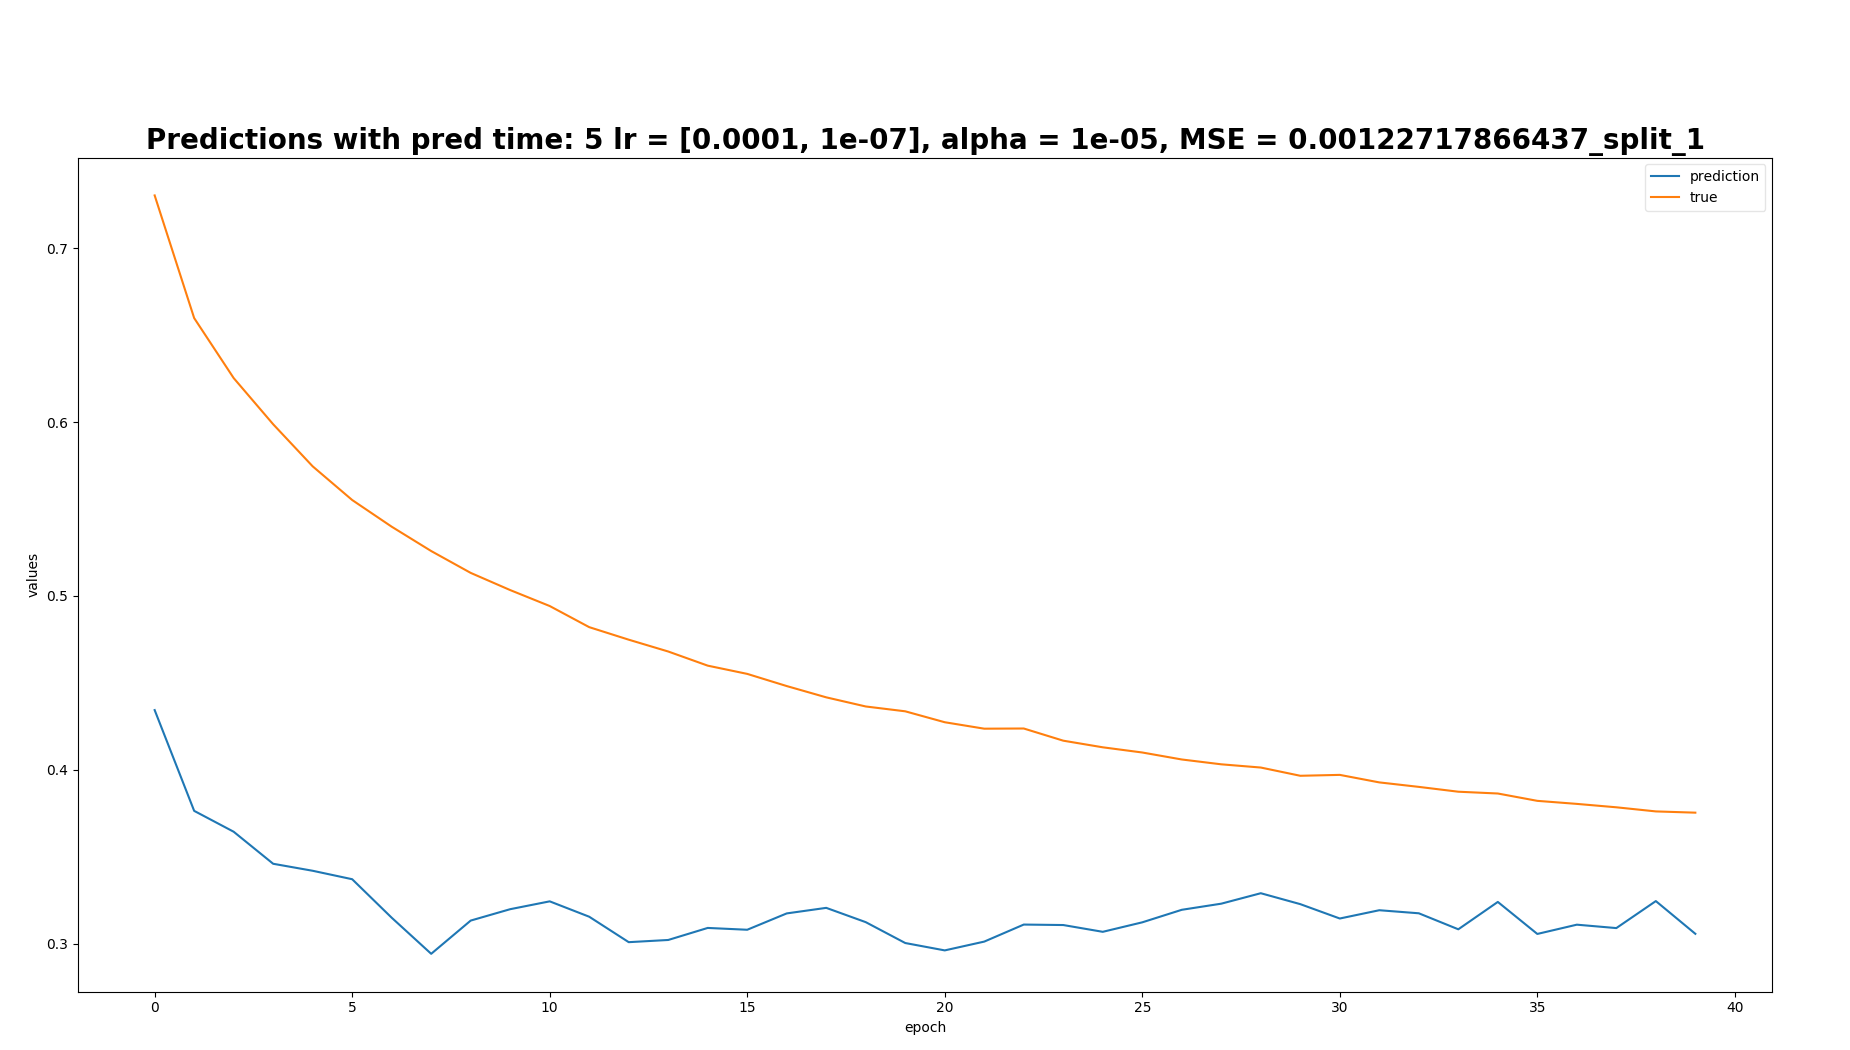 Predictions with pred time: 5 lr = [0.0001, 1e-07], alpha = 1e-05, MSE = 0.00122717866437_split_1
prediction
true
values
0.7
0.6
0.5
0.4
0.3
0 5 10 15 20 25 30 35 40
epoch